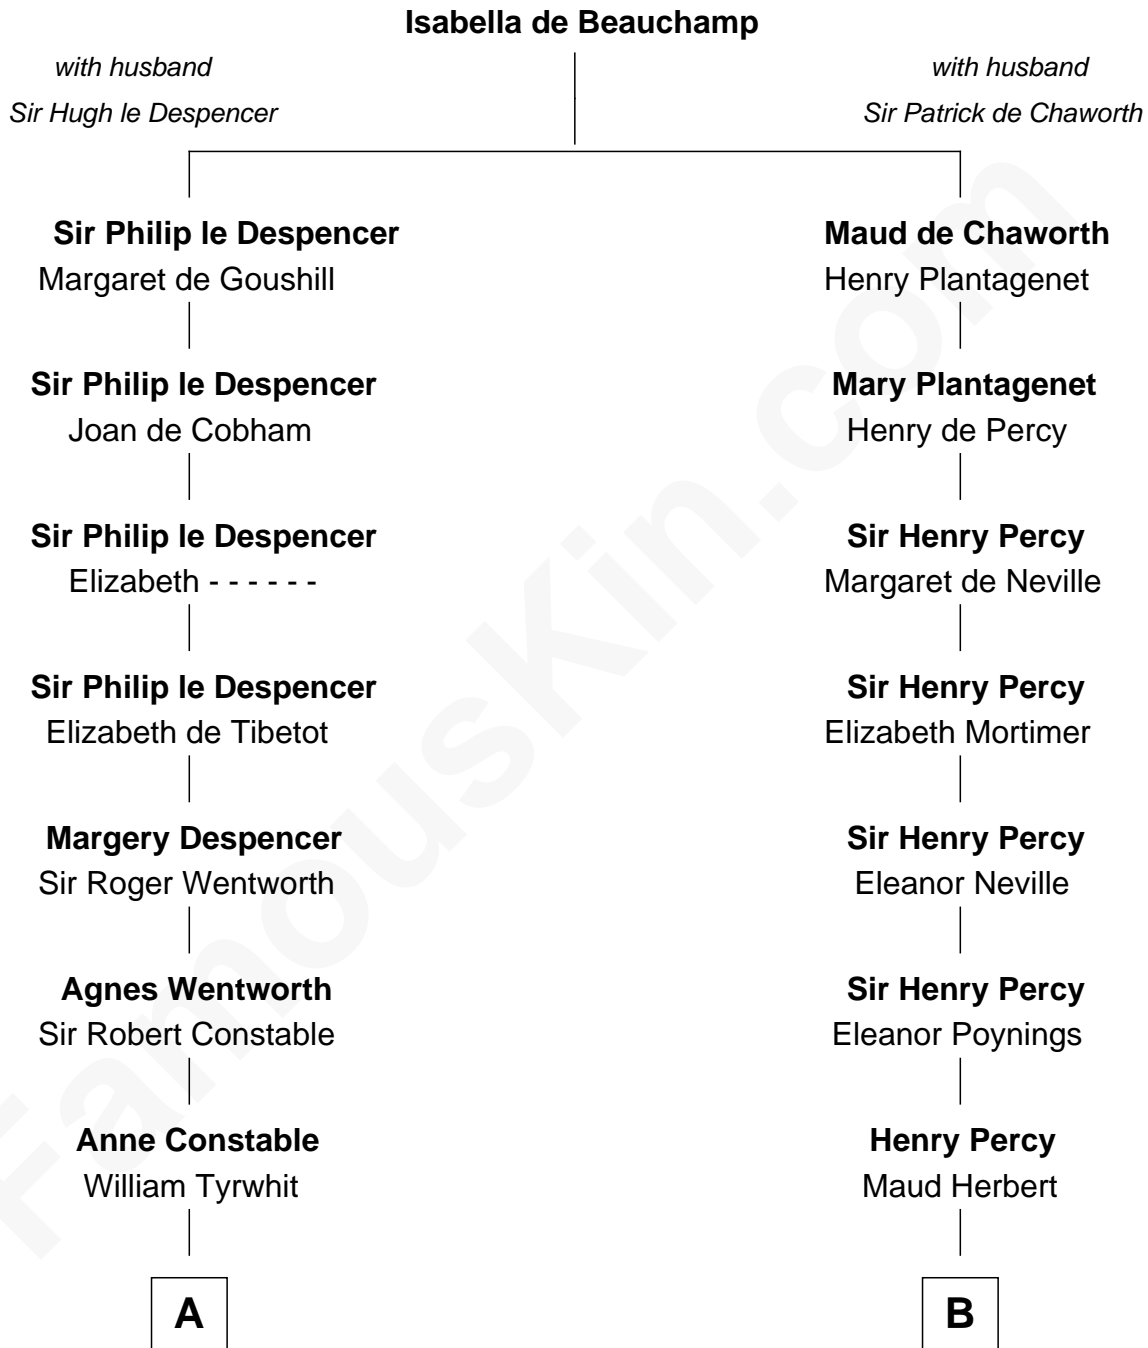 Isabella de Beauchamp
with husband
Sir Hugh le Despencer
with husband
Sir Patrick de Chaworth
Sir Philip le Despencer
Margaret de Goushill
Maud de Chaworth
Henry Plantagenet
Sir Philip le Despencer
Joan de Cobham
Mary Plantagenet
Henry de Percy
Sir Philip le Despencer
Elizabeth - - - - - -
Sir Henry Percy
Margaret de Neville
Sir Philip le Despencer
Elizabeth de Tibetot
Sir Henry Percy
Elizabeth Mortimer
Margery Despencer
Sir Roger Wentworth
Sir Henry Percy
Eleanor Neville
Agnes Wentworth
Sir Robert Constable
Sir Henry Percy
Eleanor Poynings
Anne Constable
William Tyrwhit
Henry Percy
Maud Herbert
A
B
FamousKin.com